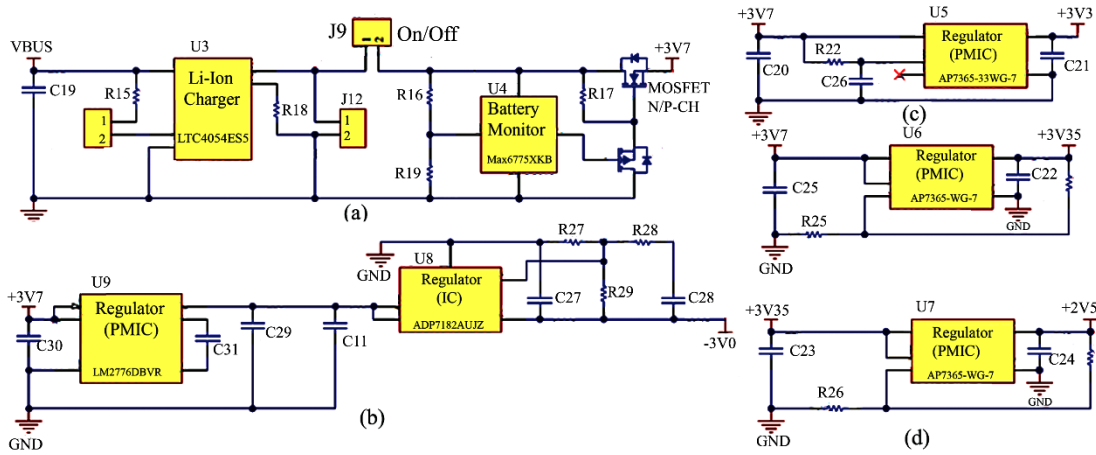 VBUS
C19
R15
1
2
U3
Li-Ion
Charger
LTC4054ES5
R18
J9
1 2
On/Off
J12
1
2
R16
R19
U4
Battery
Monitor
Max6775XKB
R17
+3V7
MOSFET
N/P-CH
(a)
+3V7
C20
R22
C26
U5
Regulator
(PMIC)
AP7365-33WG-7
+3V3
C21
(c)
+3V7
C25
R25
GND
U6
Regulator
(PMIC)
AP7365-WG-7
C22
GND
+3V35
+3V7
C30
GND
U9
Regulator
(PMIC)
LM2776DBVR
C31
C29
C11
(b)
GND
U8
Regulator
(IC)
ADP7182AUJZ
R27
R28
C27
R29
C28
-3V0
+3V35
C23
R26
GND
U7
Regulator
(PMIC)
AP7365-WG-7
C24
GND
+2V5
(d)